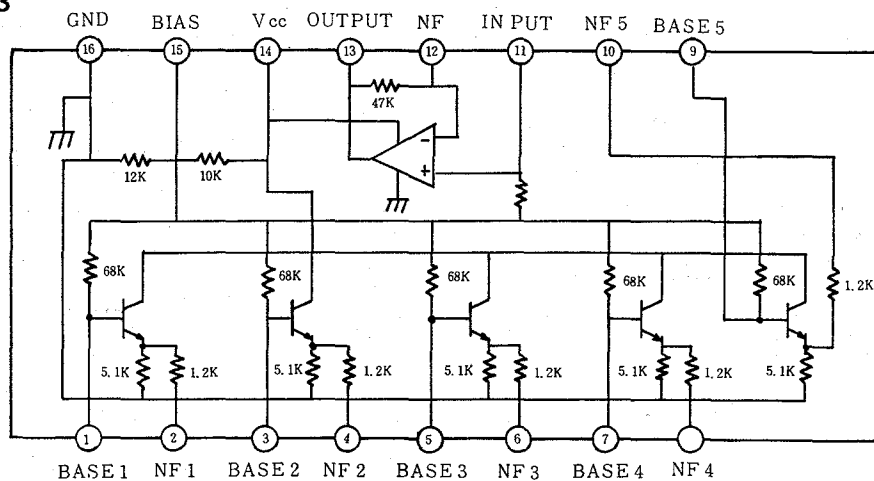 GND BIAS Vcc OUTPUT NF INPUT NF5 BASE5
16 15 14 13 12 11 10 9
47K
−
+
12K 10K
68K 68K 68K 68K 68K 1.2K
5.1K 1.2K 5.1K 1.2K 5.1K 1.2K 5.1K 1.2K 5.1K
1 2 3 4 5 6 7
BASE1 NF1 BASE2 NF2 BASE3 NF3 BASE4 NF4